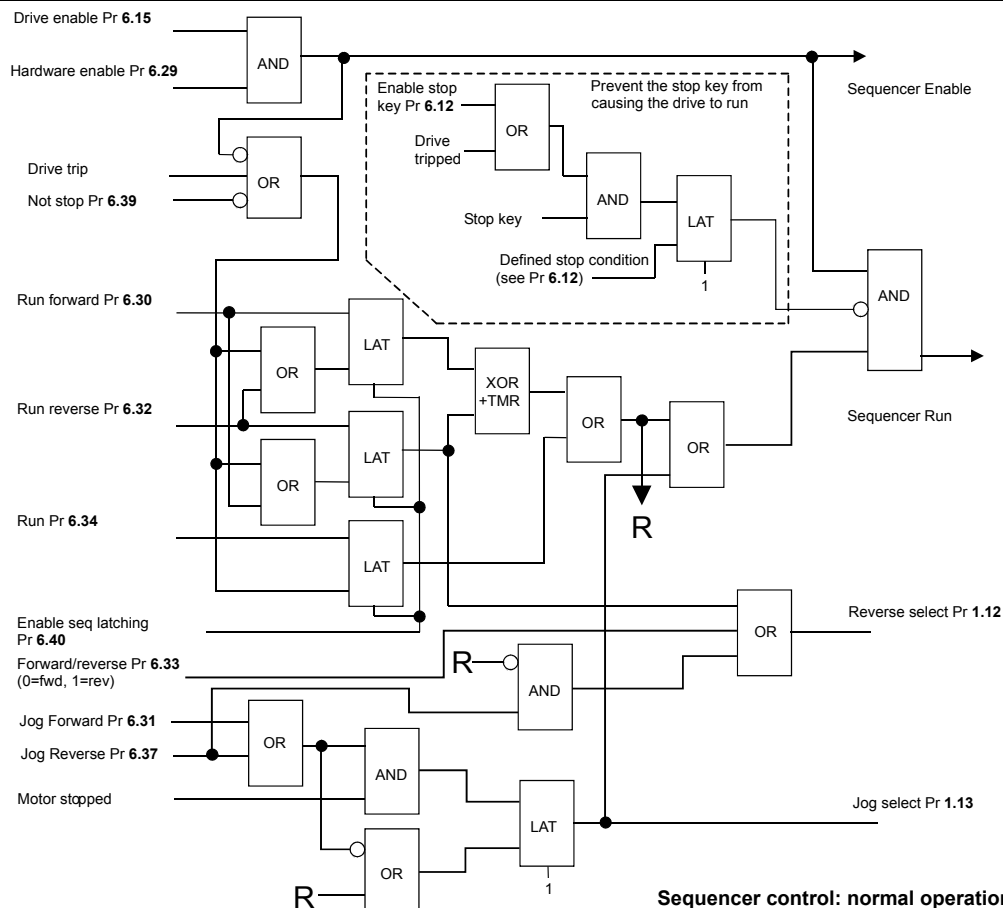 Drive enable Pr 6.15
AND
Hardware enable Pr 6.29
Sequencer Enable
Enable stop
key Pr 6.12
Prevent the stop key from
causing the drive to run
OR
Drive
tripped
Drive trip
OR
Not stop Pr 6.39
AND
Stop key
LAT
Defined stop condition
(see Pr 6.12)
1
AND
Run forward Pr 6.30
LAT
OR
XOR
+TMR
Run reverse Pr 6.32
OR
Sequencer Run
LAT
OR
OR
R
Run Pr 6.34
LAT
Enable seq latching
Pr 6.40
Reverse select Pr 1.12
OR
Forward/reverse Pr 6.33
(0=fwd, 1=rev)
R
AND
Jog Forward Pr 6.31
OR
Jog Reverse Pr 6.37
AND
Motor stopped
Jog select Pr 1.13
LAT
OR
1
R
Sequencer control: normal operation